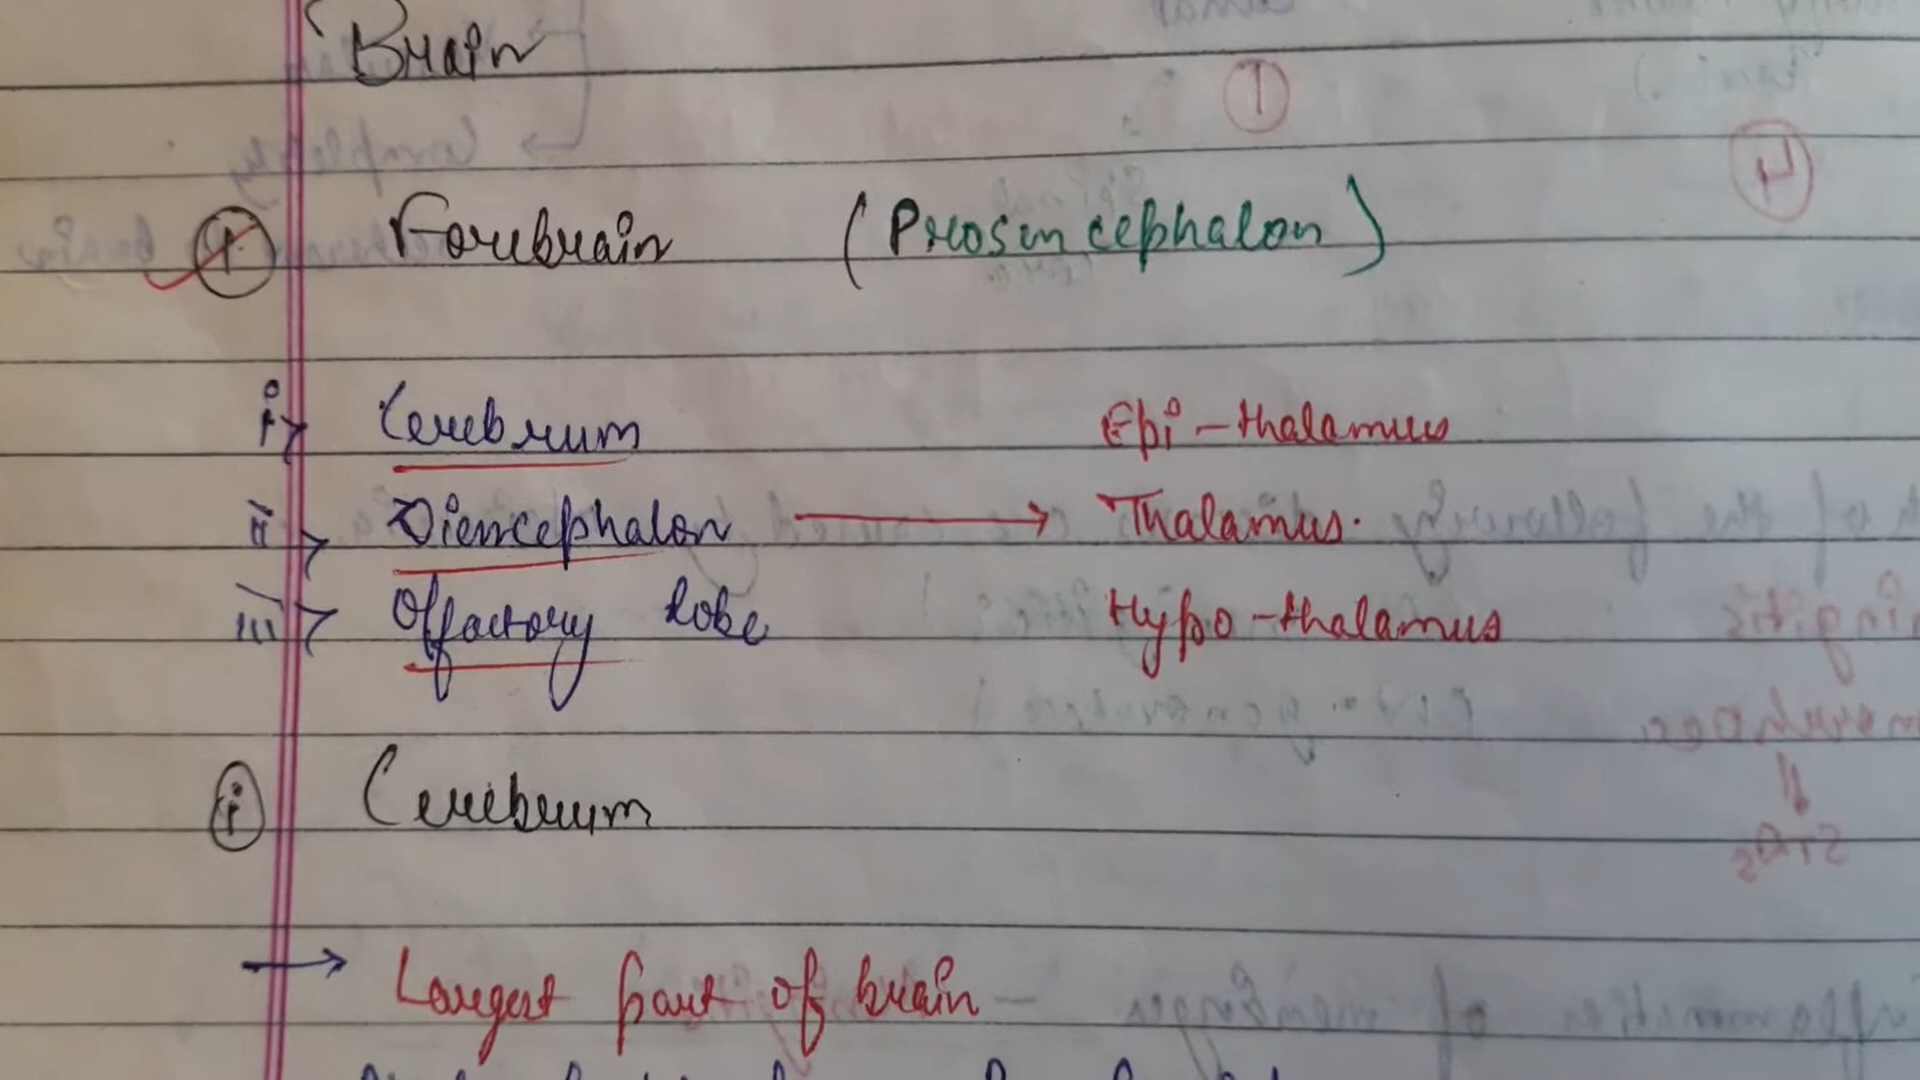 Brain
① Forebrain (Prosencephalon)
i> Cerebrum Epi-thalamus
ii> Diencephalon → Thalamus.
iii> Olfactory lobe Hypo-thalamus
ⓘ Cerebrum
→ Largest part of brain -